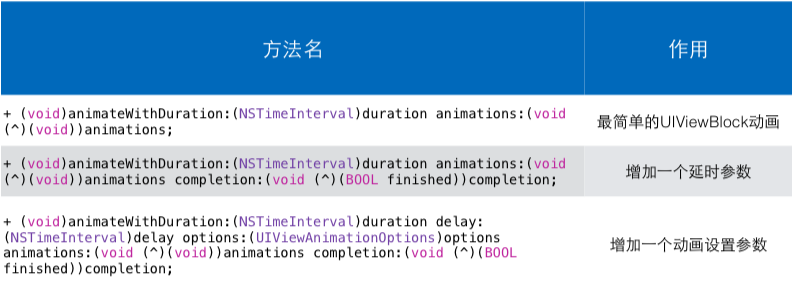 方法名 作用
+ (void)animateWithDuration:(NSTimeInterval)duration animations:(void
(^)(void))animations;
最简单的UIViewBlock动画
+ (void)animateWithDuration:(NSTimeInterval)duration animations:(void
(^)(void))animations completion:(void (^)(BOOL finished))completion;
增加一个延时参数
+ (void)animateWithDuration:(NSTimeInterval)duration delay:
(NSTimeInterval)delay options:(UIViewAnimationOptions)options
animations:(void (^)(void))animations completion:(void (^)(BOOL
finished))completion;
增加一个动画设置参数